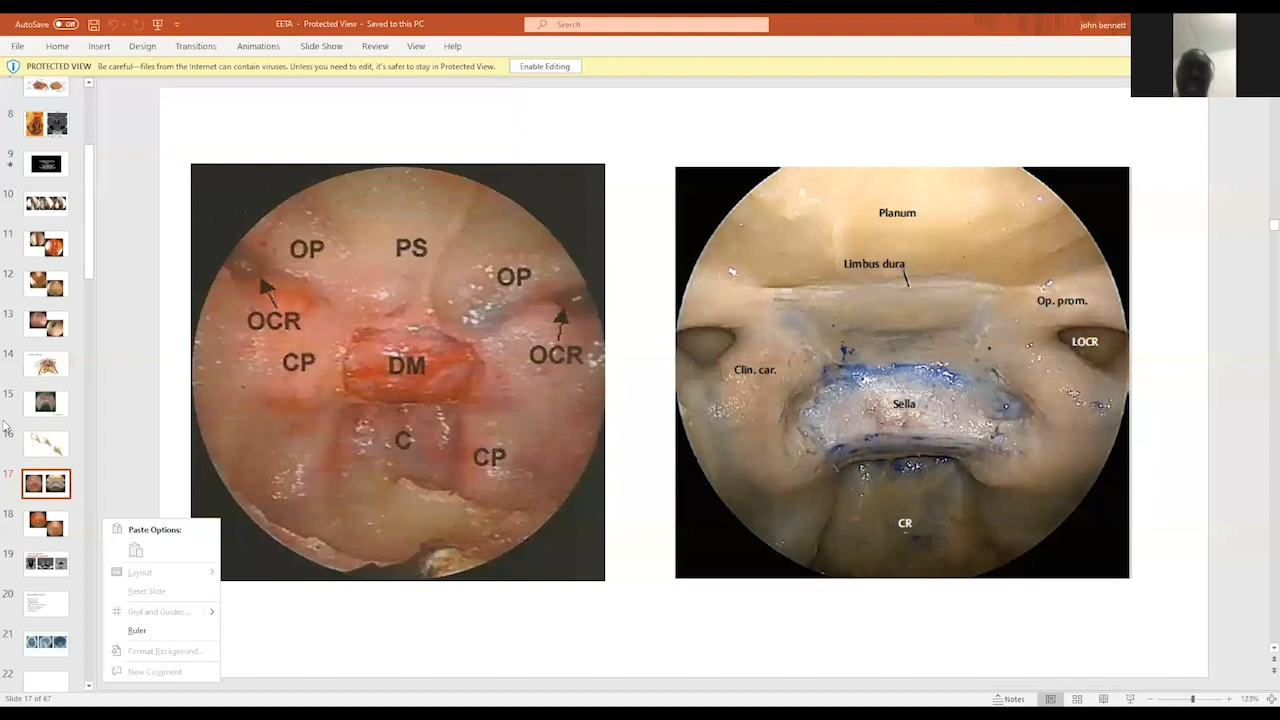 AutoSave Off
EETA - Protected View - Saved to this PC
Search
john bennett
File Home Insert Design Transitions Animations Slide Show Review View Help
PROTECTED VIEW Be careful—files from the Internet can contain viruses. Unless you need to edit, it's safer to stay in Protected View. Enable Editing
8
9
10
11
12
13
14
15
16
17
18
19
20
21
22
OP PS OP
OCR OCR
CP DM
C CP
Planum
Limbus dura
Op. prom.
LOCR
Clin. car.
Sella
CR
Paste Options:
Layout
Reset Slide
Grid and Guides...
Ruler
Format Background...
New Comment
Slide 17 of 67
Notes
123%